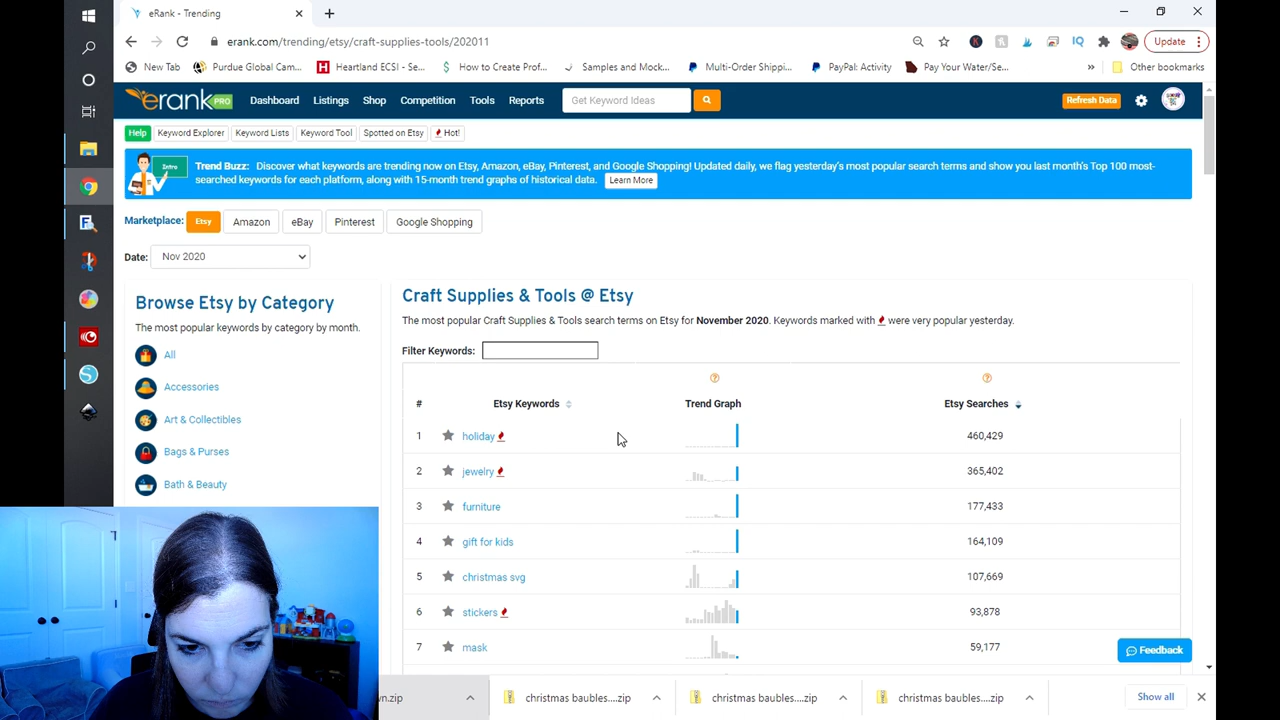 eRank - Trending
erank.com/trending/etsy/craft-supplies-tools/202011
Update
New Tab
Purdue Global Cam...
Heartland ECSI - Se...
How to Create Prof...
Samples and Mock...
Multi-Order Shippi...
PayPal: Activity
Pay Your Water/Se...
Other bookmarks
erank PRO
Dashboard Listings Shop Competition Tools Reports
Get Keyword Ideas
Refresh Data
Help Keyword Explorer Keyword Lists Keyword Tool Spotted on Etsy Hot!
Intro
Trend Buzz: Discover what keywords are trending now on Etsy, Amazon, eBay, Pinterest, and Google Shopping! Updated daily, we flag yesterday's most popular search terms and show you last month's Top 100 most-
searched keywords for each platform, along with 15-month trend graphs of historical data. Learn More
Marketplace: Etsy Amazon eBay Pinterest Google Shopping
Date: Nov 2020
Browse Etsy by Category
The most popular keywords by category by month.
All
Accessories
Art & Collectibles
Bags & Purses
Bath & Beauty
Craft Supplies & Tools @ Etsy
The most popular Craft Supplies & Tools search terms on Etsy for November 2020. Keywords marked with were very popular yesterday.
Filter Keywords:
# Etsy Keywords Trend Graph Etsy Searches
1 holiday 460,429
2 jewelry 365,402
3 furniture 177,433
4 gift for kids 164,109
5 christmas svg 107,669
6 stickers 93,878
7 mask 59,177
Feedback
wn.zip
christmas baubles....zip
christmas baubles....zip
christmas baubles....zip
Show all